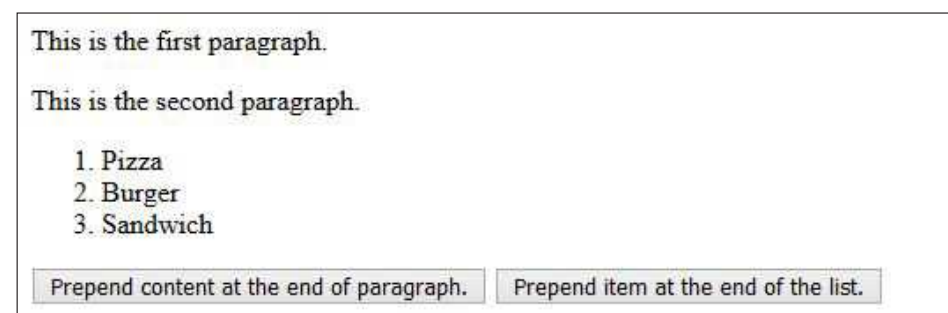 This is the first paragraph.
This is the second paragraph.
1. Pizza
2. Burger
3. Sandwich
Prepend content at the end of paragraph. Prepend item at the end of the list.